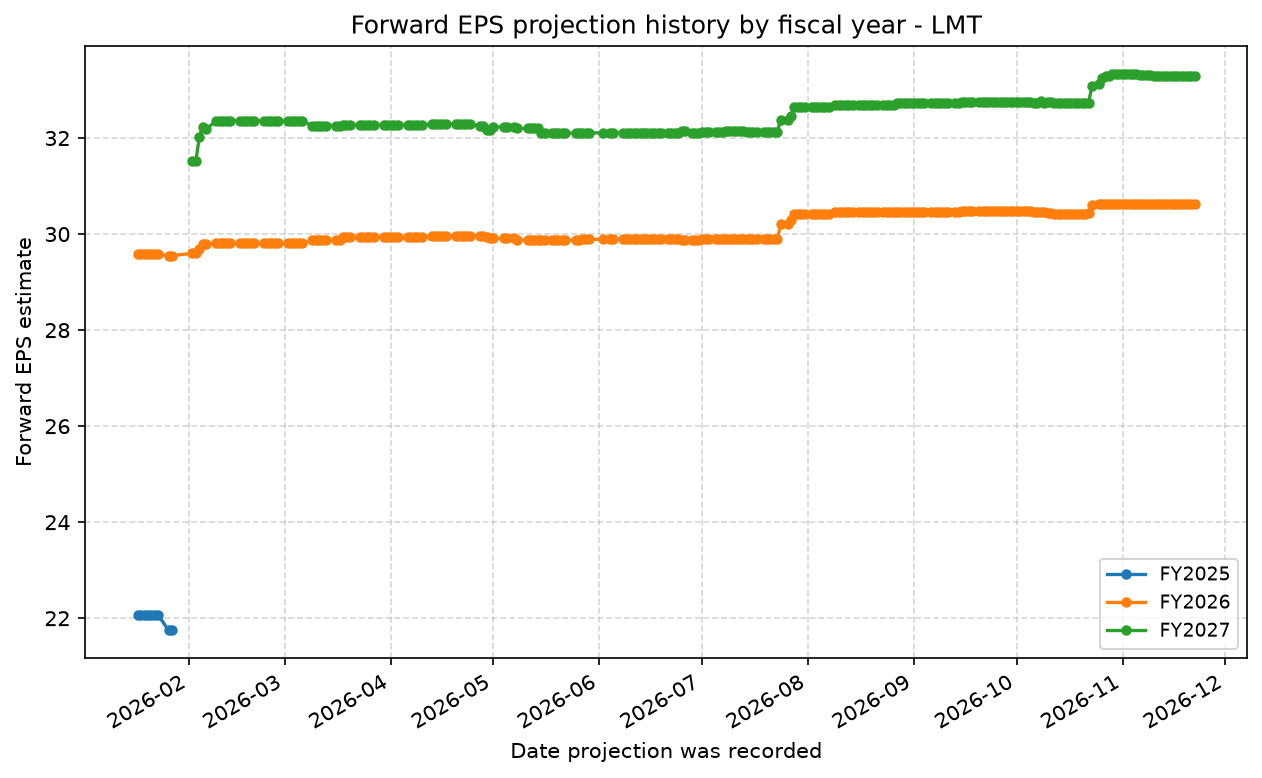 Forward EPS projection history by fiscal year - LMT
Forward EPS estimate
32
30
28
26
24
22
FY2025
FY2026
FY2027
2026-02
2026-03
2026-04
2026-05
2026-06
2026-07
2026-08
2026-09
2026-10
2026-11
2026-12
Date projection was recorded